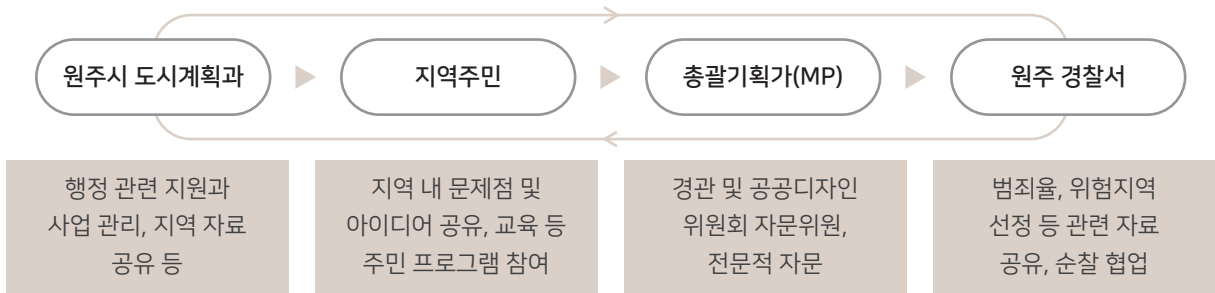 원주시 도시계획과
지역주민
총괄기획가(MP)
원주 경찰서
행정 관련 지원과
사업 관리, 지역 자료
공유 등
지역 내 문제점 및
아이디어 공유, 교육 등
주민 프로그램 참여
경관 및 공공디자인
위원회 자문위원,
전문적 자문
범죄율, 위험지역
선정 등 관련 자료
공유, 순찰 협업